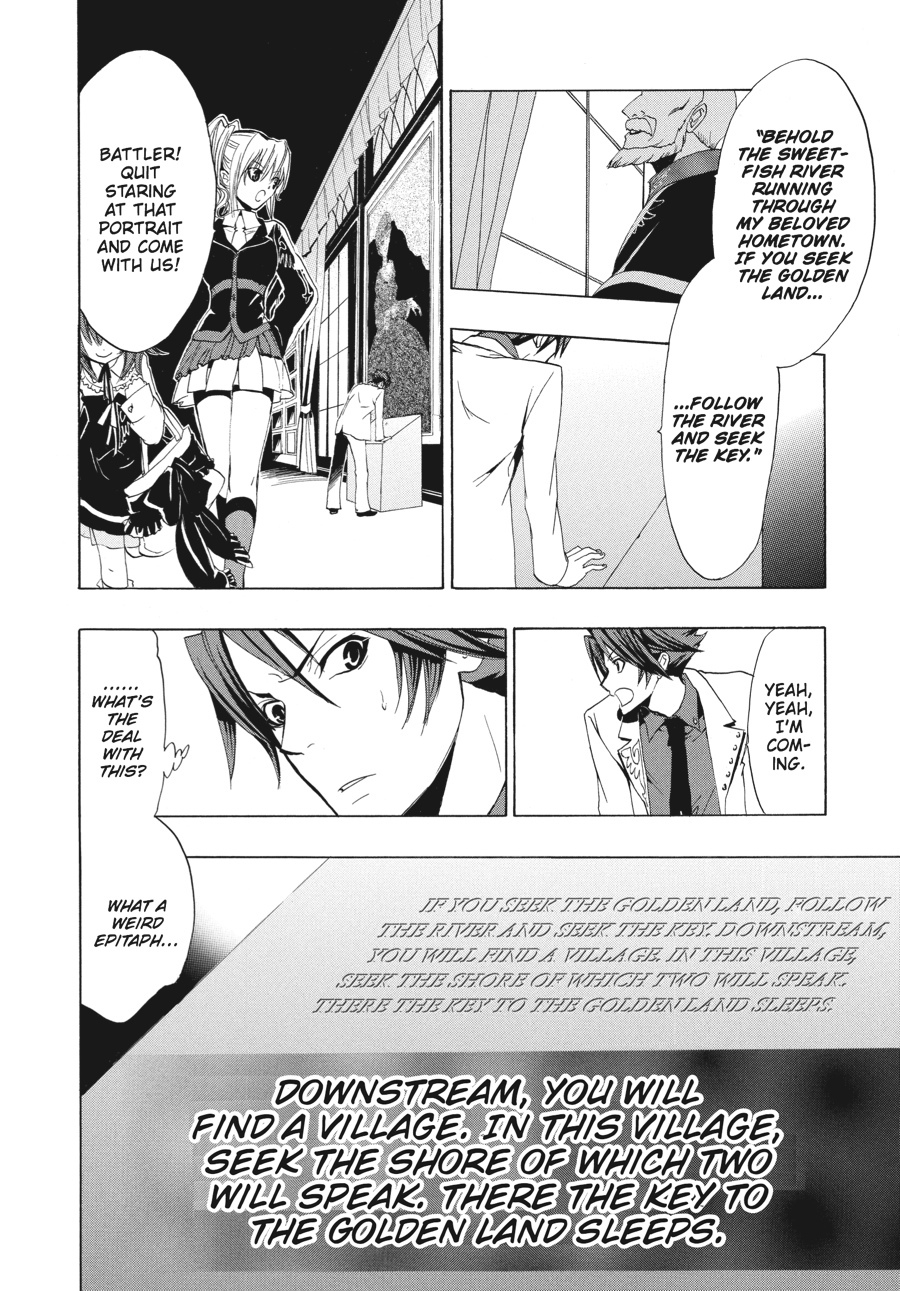 "BEHOLD
THE SWEET-
FISH RIVER
RUNNING
THROUGH
MY BELOVED
HOMETOWN.
IF YOU SEEK
THE GOLDEN
LAND...
...FOLLOW
THE RIVER
AND SEEK
THE KEY."
BATTLER!
QUIT
STARING
AT THAT
PORTRAIT
AND COME
WITH US!
YEAH,
YEAH,
I'M
COM-
ING.
......
WHAT'S
THE
DEAL
WITH
THIS?
WHAT A
WEIRD
EPITAPH...
IF YOU SEEK THE GOLDEN LAND, FOLLOW
THE RIVER AND SEEK THE KEY. DOWNSTREAM,
YOU WILL FIND A VILLAGE. IN THIS VILLAGE,
SEEK THE SHORE OF WHICH TWO WILL SPEAK.
THERE THE KEY TO THE GOLDEN LAND SLEEPS.
DOWNSTREAM, YOU WILL
FIND A VILLAGE. IN THIS VILLAGE,
SEEK THE SHORE OF WHICH TWO
WILL SPEAK. THERE THE KEY TO
THE GOLDEN LAND SLEEPS.